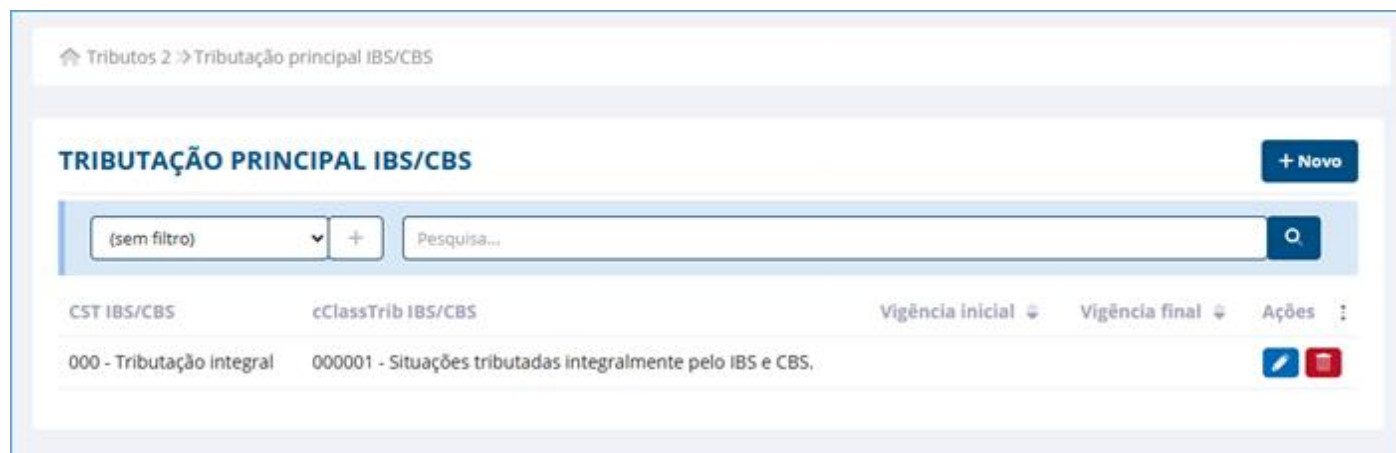 Tributos 2 Tributação principal IBS/CBS
TRIBUTAÇÃO PRINCIPAL IBS/CBS
+ Novo
(sem filtro) + Pesquisa...
CST IBS/CBS cClassTrib IBS/CBS Vigência inicial Vigência final Ações
000 - Tributação integral 000001 - Situações tributadas integralmente pelo IBS e CBS.